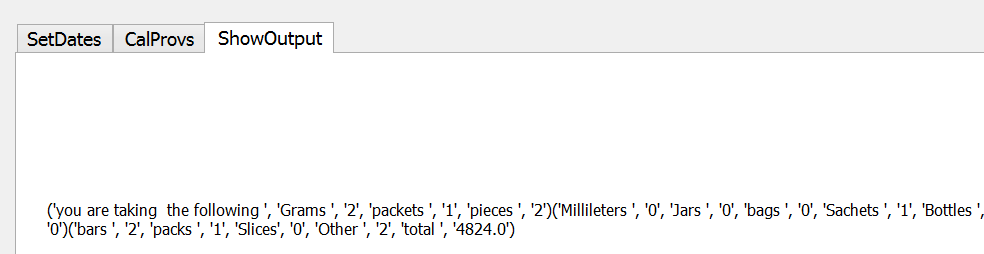 SetDates CalProvs ShowOutput
('you are taking  the following ', 'Grams ', '2', 'packets ', '1', 'pieces ', '2')('Millileters ', '0', 'Jars ', '0', 'bags ', '0', 'Sachets ', '1', 'Bottles ',
'0')('bars ', '2', 'packs ', '1', 'Slices', '0', 'Other ', '2', 'total ', '4824.0')